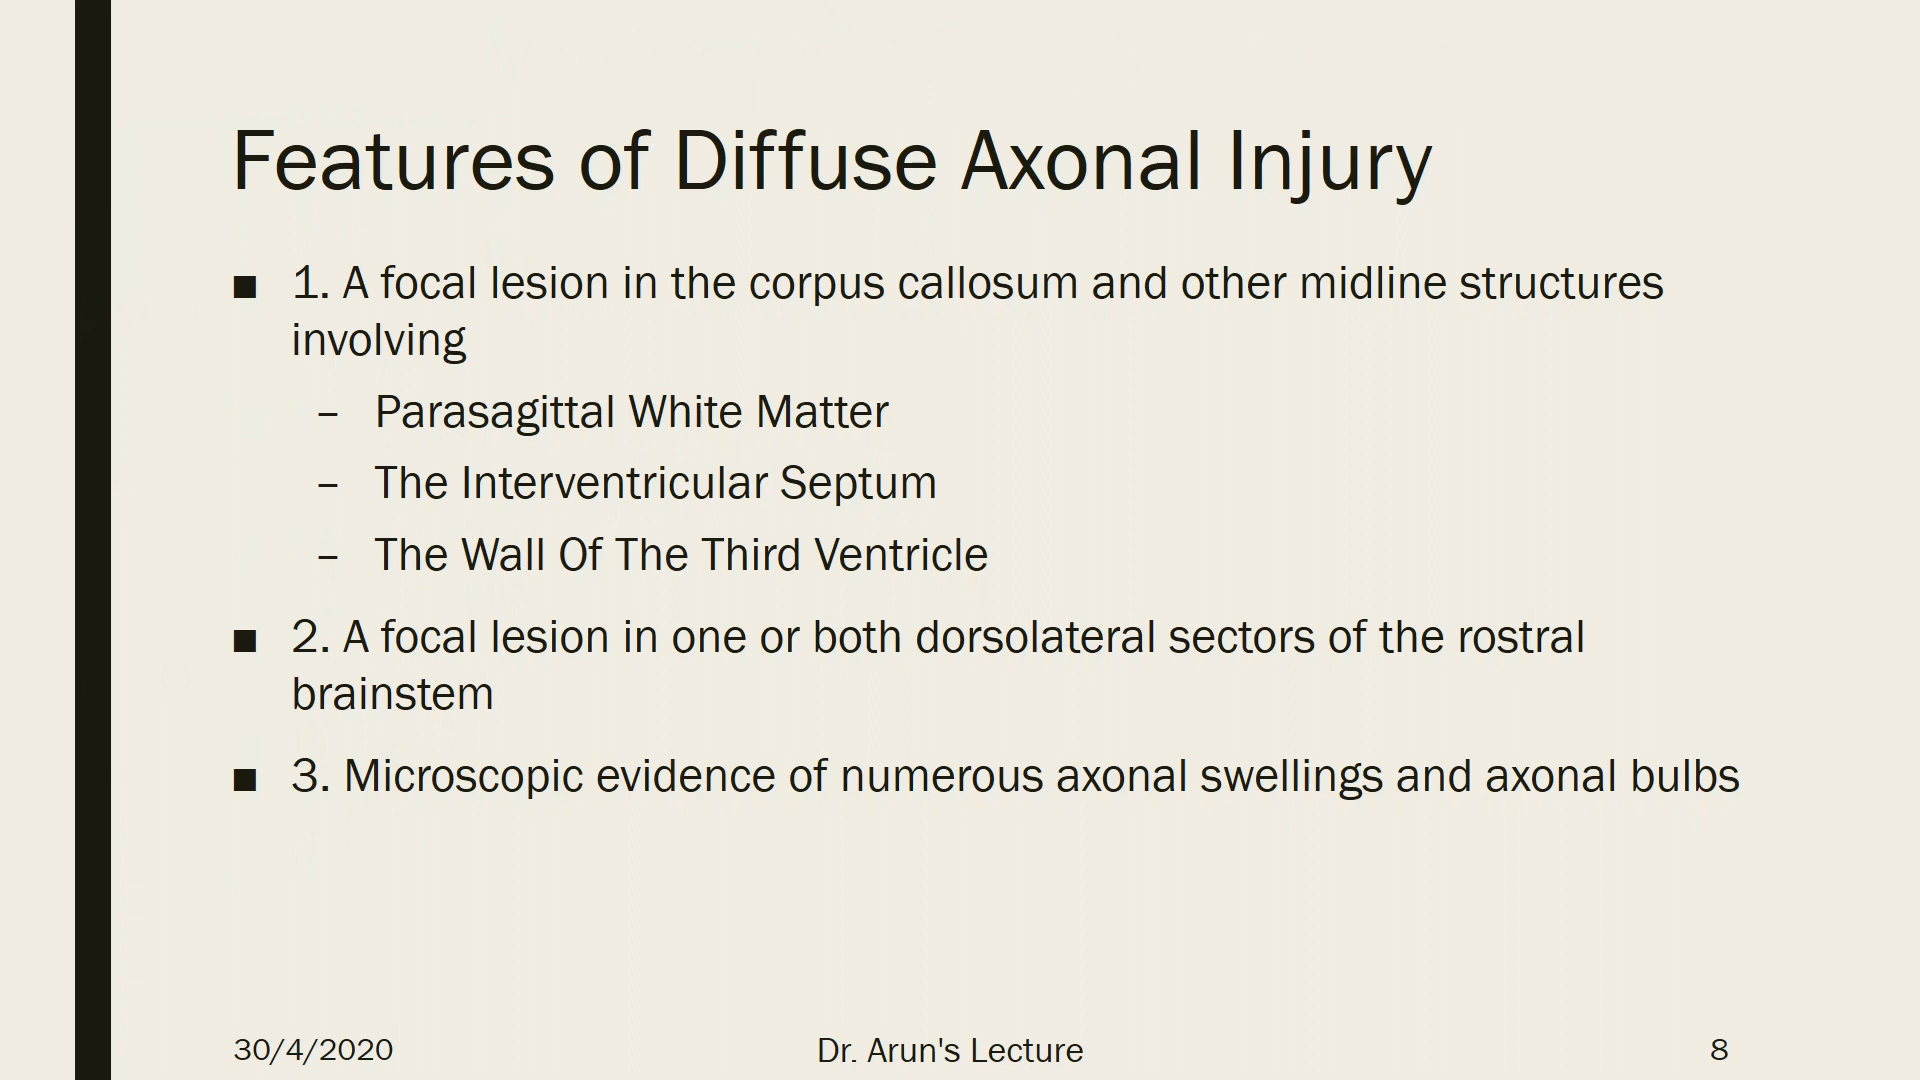 Features of Diffuse Axonal Injury
■ 1. A focal lesion in the corpus callosum and other midline structures
involving
– Parasagittal White Matter
– The Interventricular Septum
– The Wall Of The Third Ventricle
■ 2. A focal lesion in one or both dorsolateral sectors of the rostral
brainstem
■ 3. Microscopic evidence of numerous axonal swellings and axonal bulbs
30/4/2020 Dr. Arun's Lecture 8